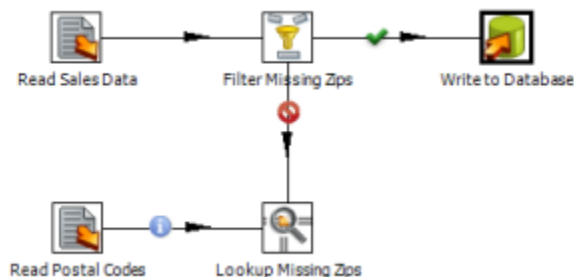 Read Sales Data
Filter Missing Zips
Write to Database
Read Postal Codes
Lookup Missing Zips